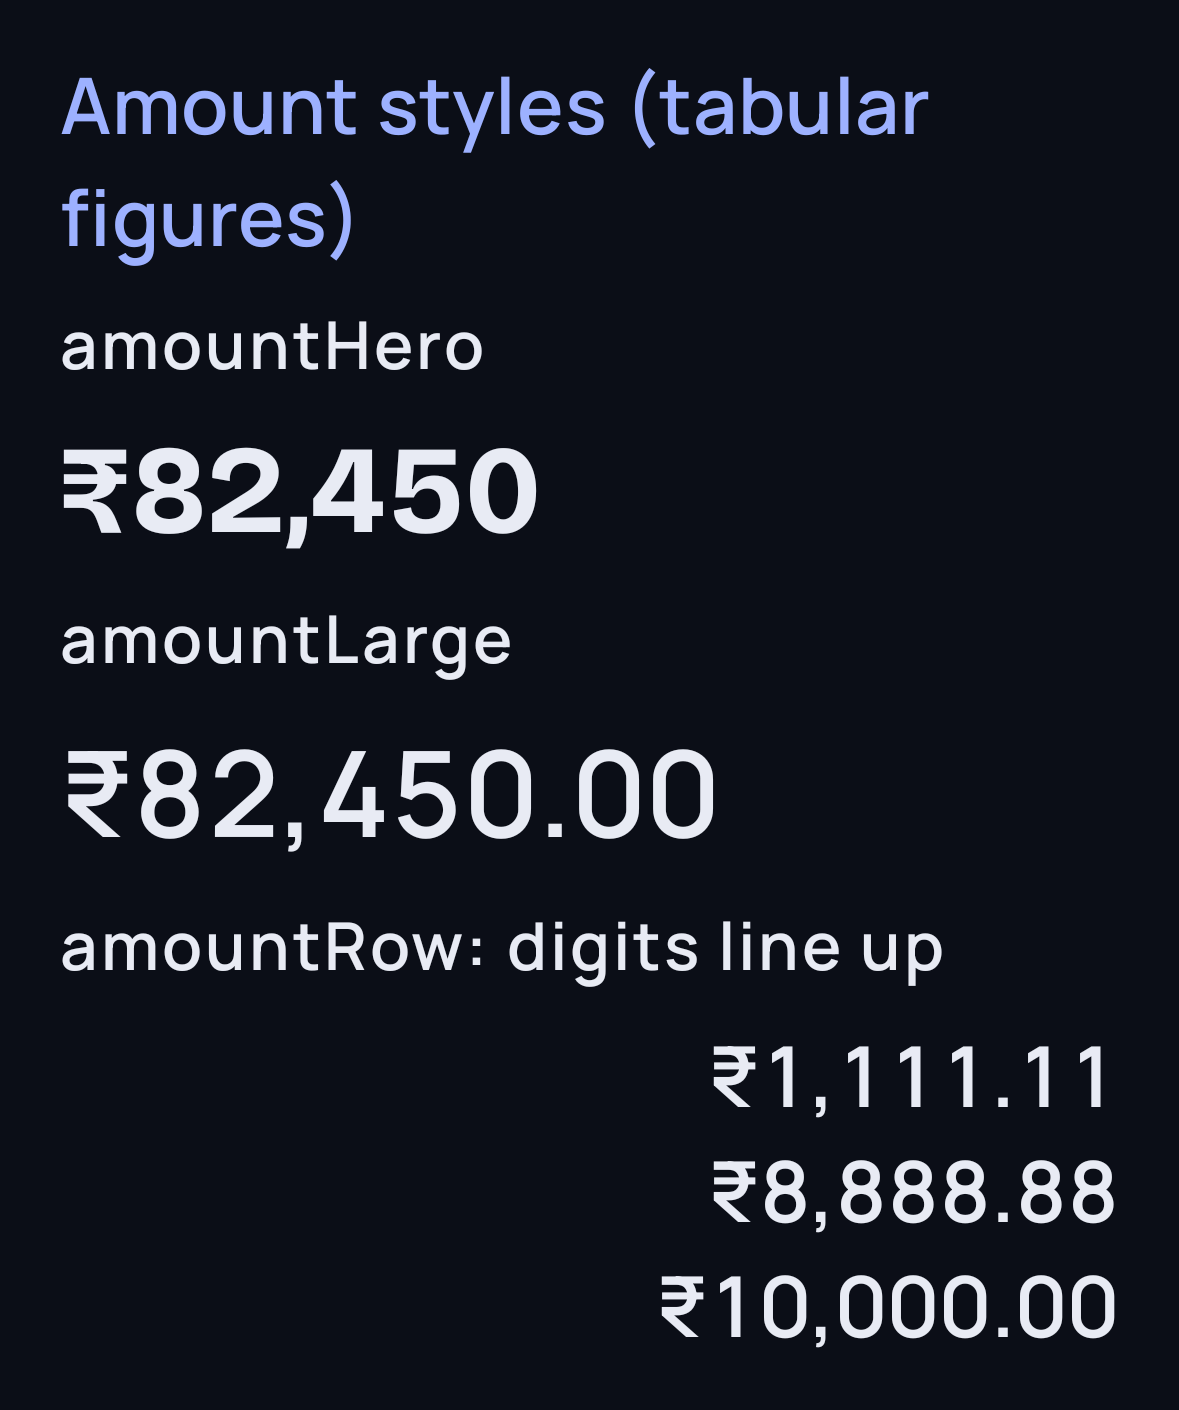 Amount styles (tabular
figures)
amountHero
₹82,450
amountLarge
₹82,450.00
amountRow: digits line up
₹1,111.11
₹8,888.88
₹10,000.00